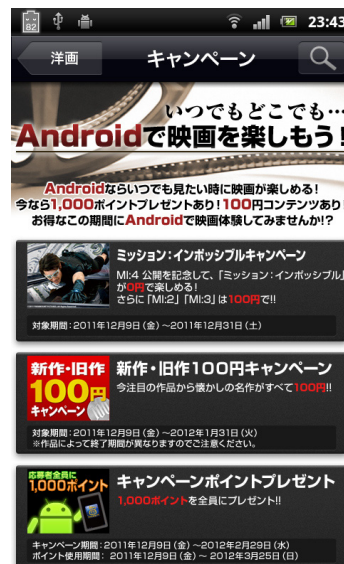 82
23:43
洋画
キャンペーン
いつでもどこでも…
Androidで映画を楽しもう!
Androidならいつでも見たい時に映画が楽しめる!
今なら1,000ポイントプレゼントあり!100円コンテンツあり!
お得なこの期間にAndroidで映画体験してみませんか!?
ミッション:インポッシブルキャンペーン
MI:4 公開を記念して、「ミッション:インポッシブル」
が0円で楽しめる!
さらに「MI:2」「MI:3」は100円で!!
対象期間:2011年12月9日(金)~2011年12月31日(土)
新作・旧作
100円
キャンペーン
新作・旧作100円キャンペーン
今注目の作品から懐かしの名作がすべて100円!!
対象期間:2011年12月9日(金)~2012年1月31日(火)
※作品によって終了期間が異なりますのでご注意ください。
応募者全員に
1,000ポイント
キャンペーンポイントプレゼント
1,000ポイントを全員にプレゼント!!
キャンペーン期間:2011年12月9日(金)~2012年2月29日(水)
ポイント使用期間:2011年12月9日(金)~2012年3月25日(日)